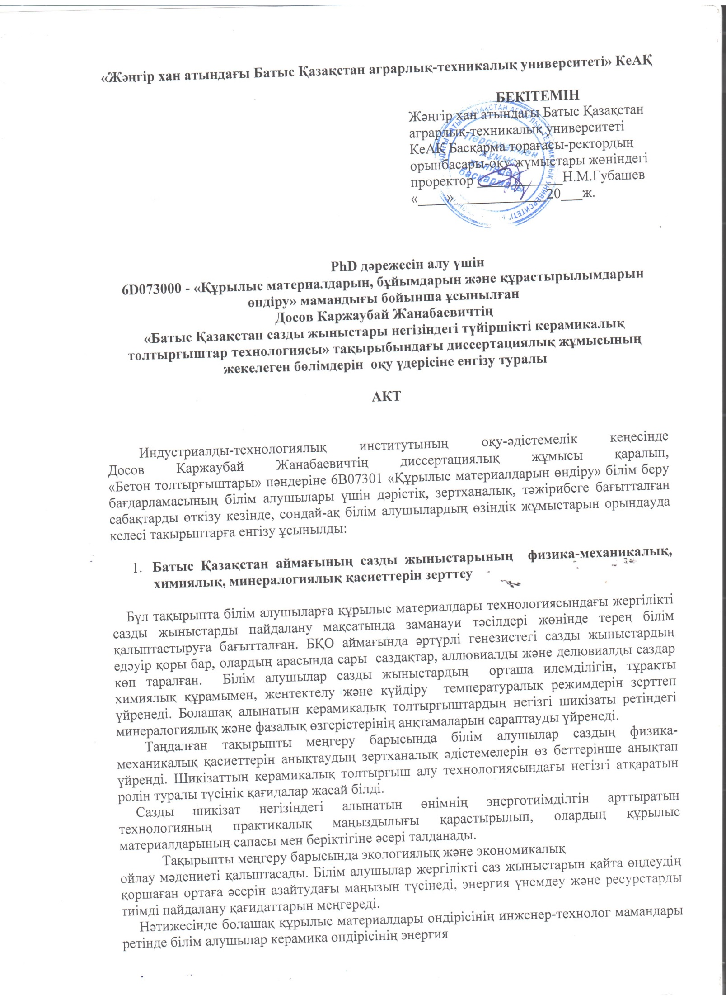 «Жәңгір хан атындағы Батыс Қазақстан аграрлық-техникалық университеті» КеАҚ
БЕКІТЕМІН
Жәңгір хан атындағы Батыс Қазақстан
аграрлық-техникалық университеті
КеАҚ Басқарма төрағасы-ректордың
орынбасары-оқу жұмыстары жөніндегі
проректор ____________Н.М.Губашев
«____»_____________20___ж.
Персоналмен
жұмыс
жөніндегі
басқармасы
PhD дәрежесін алу үшін
6D073000 - «Құрылыс материалдарын, бұйымдарын және құрастырылымдарын
өндіру» мамандығы бойынша ұсынылған
Досов Каржаубай Жанабаевичтің
«Батыс Қазақстан сазды жыныстары негізіндегі түйіршікті керамикалық
толтырғыштар технологиясы» тақырыбындағы диссертациялық жұмысының
жекелеген бөлімдерін оқу үдерісіне енгізу туралы
АКТ
Индустриалды-технологиялық институтының оқу-әдістемелік кеңесінде
Досов Каржаубай Жанабаевичтің диссертациялық жұмысы қаралып,
«Бетон толтырғыштары» пәндеріне 6В07301 «Құрылыс материалдарын өндіру» білім беру
бағдарламасының білім алушылары үшін дәрістік, зертханалық, тәжірибеге бағытталған
сабақтарды өткізу кезінде, сондай-ақ білім алушылардың өзіндік жұмыстарын орындауда
келесі тақырыптарға енгізу ұсынылды:
1. Батыс Қазақстан аймағының сазды жыныстарының физика-механикалық,
химиялық, минералогиялық қасиеттерін зерттеу
Бұл тақырыпта білім алушыларға құрылыс материалдары технологиясындағы жергілікті
сазды жыныстарды пайдалану мақсатында заманауи тәсілдері жөнінде терең білім
қалыптастыруға бағытталған. БҚО аймағында әртүрлі генезистегі сазды жыныстардың
едәуір қоры бар, олардың арасында сары саздақтар, аллювиалды және делювиалды саздар
көп таралған. Білім алушылар сазды жыныстардың орташа илемділігін, тұрақты
химиялық құрамымен, жентектелу және күйдіру температуралық режимдерін зерттеп
үйренеді. Болашақ алынатын керамикалық толтырғыштардың негізгі шикізаты ретіндегі
минералогиялық және фазалық өзгерістерінің анқтамаларын сараптауды үйренеді.
Таңдалған тақырыпты меңгеру барысында білім алушылар саздың физика-
механикалық қасиеттерін анықтаудың зертханалық әдістемелерін өз беттерінше анықтап
үйренді. Шикізаттың керамикалық толтырғыш алу технологиясындағы негізгі атқаратын
ролін туралы түсінік қағидалар жасай білді.
Сазды шикізат негізіндегі алынатын өнімнің энерготиімділгін арттыратын
технологияның практикалық маңыздылығы қарастырылып, олардың құрылыс
материалдарының сапасы мен беріктігіне әсері талданады.
Тақырыпты меңгеру барысында экологиялық және экономикалық
ойлау мәдениеті қалыптасады. Білім алушылар жергілікті саз жыныстарын қайта өңдеудің
қоршаған ортаға әсерін азайтудағы маңызын түсінеді, энергия үнемдеу және ресурстарды
тиімді пайдалану қағидаттарын меңгереді.
Нәтижесінде болашақ құрылыс материалдары өндірісінің инженер-технолог мамандары
ретінде білім алушылар керамика өндірісінің энергия